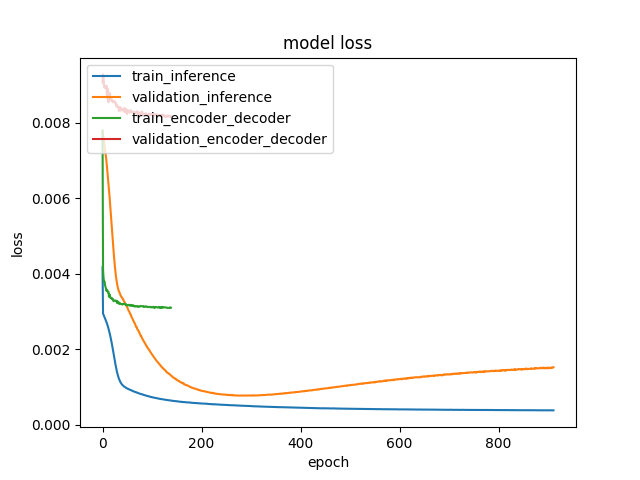 model loss
train_inference
validation_inference
train_encoder_decoder
validation_encoder_decoder
0.008
0.006
0.004
0.002
0.000
loss
0 200 400 600 800
epoch